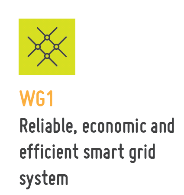 WG1
Reliable, economic and
efficient smart grid
system